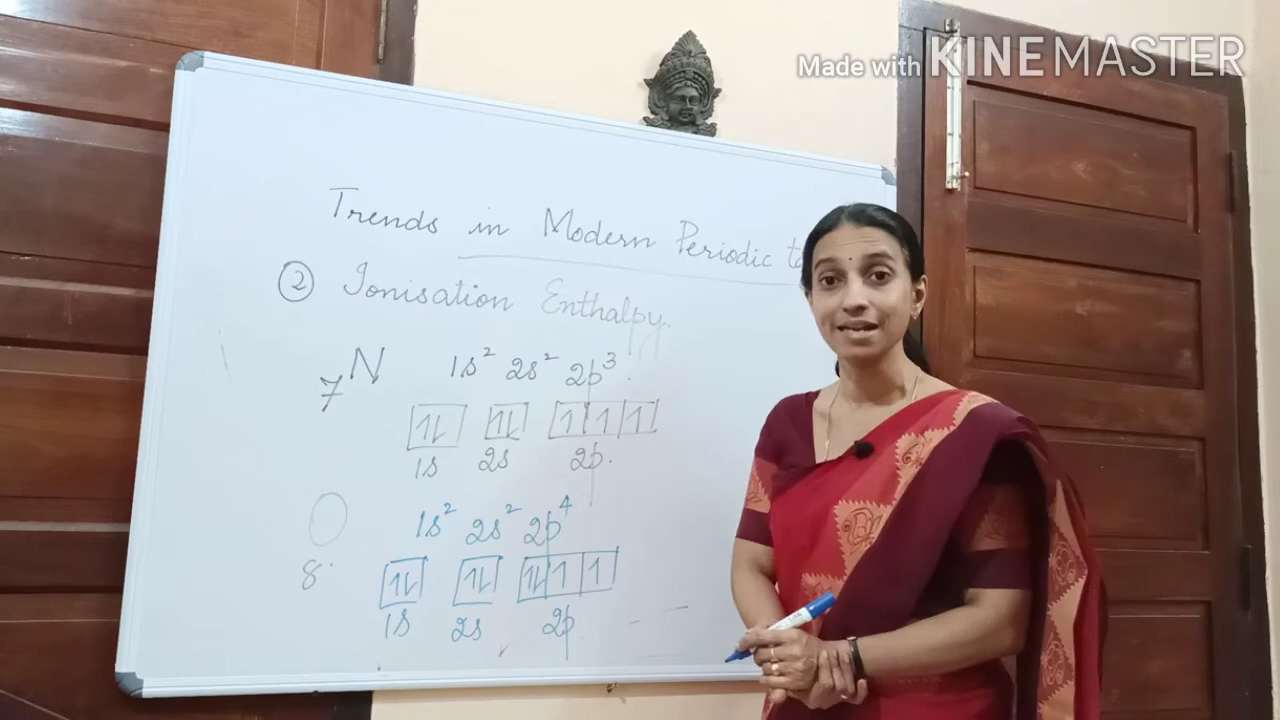 Made with KINEMASTER
Trends in Modern Periodic
② Ionisation Enthalpy.
7 N 1s² 2s² 2p³.
1s 2s 2p.
O 1s² 2s² 2p⁴
8.
1s 2s 2p